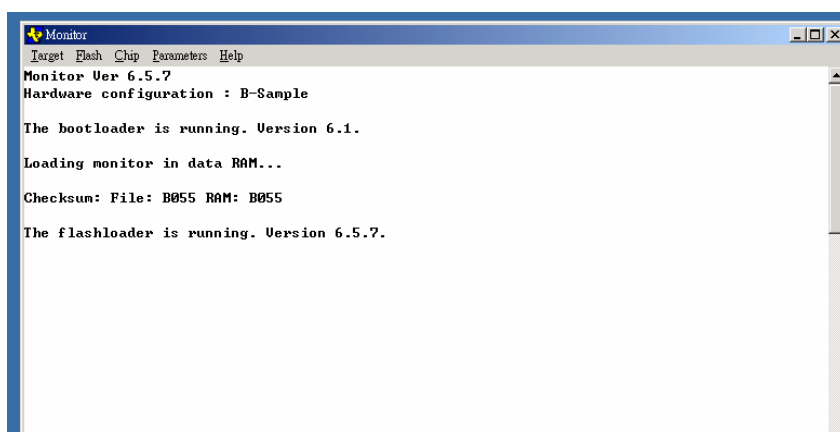 Monitor
Target Flash Chip Parameters Help
Monitor Ver 6.5.7
Hardware configuration : B-Sample
The bootloader is running. Version 6.1.
Loading monitor in data RAM...
Checksum: File: B055 RAM: B055
The flashloader is running. Version 6.5.7.